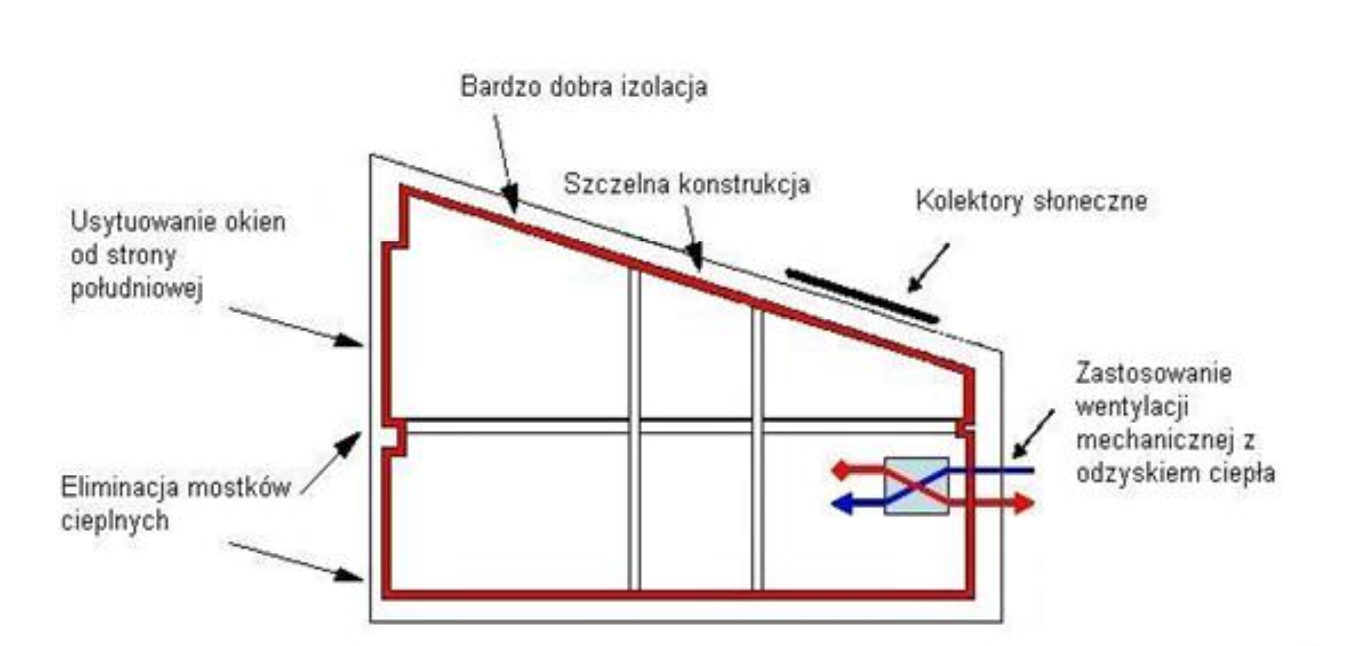 Bardzo dobra izolacja
Szczelna konstrukcja
Kolektory słoneczne
Usytuowanie okien
od strony
południowej
Zastosowanie
wentylacji
mechanicznej z
odzyskiem ciepła
Eliminacja mostków
cieplnych